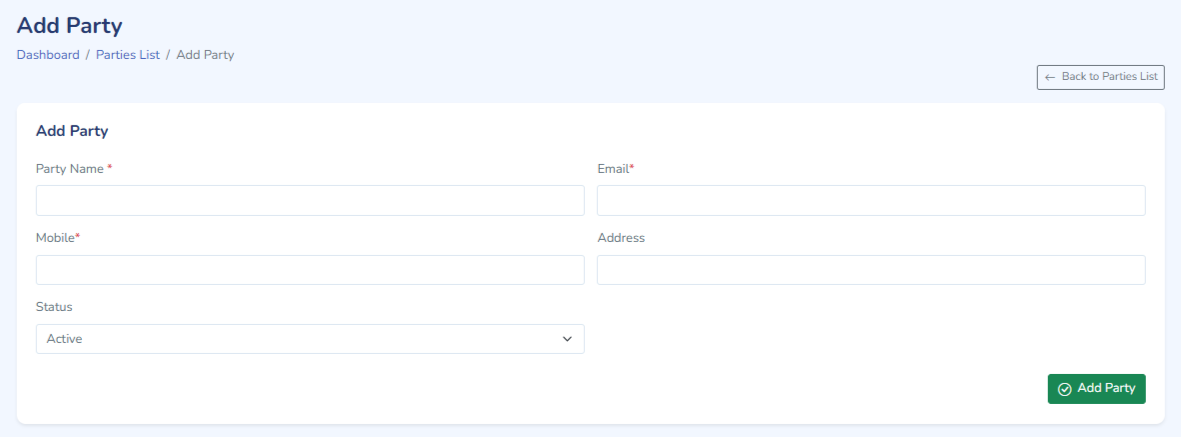 Add Party
Dashboard / Parties List / Add Party
← Back to Parties List
Add Party
Party Name * Email*
Mobile* Address
Status
Active
Add Party